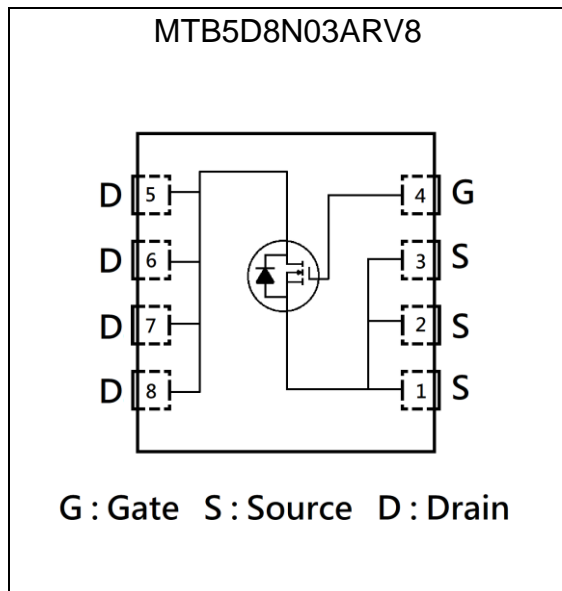 MTB5D8N03ARV8
D 5 4 G
D 6 3 S
D 7 2 S
D 8 1 S
G : Gate S : Source D : Drain